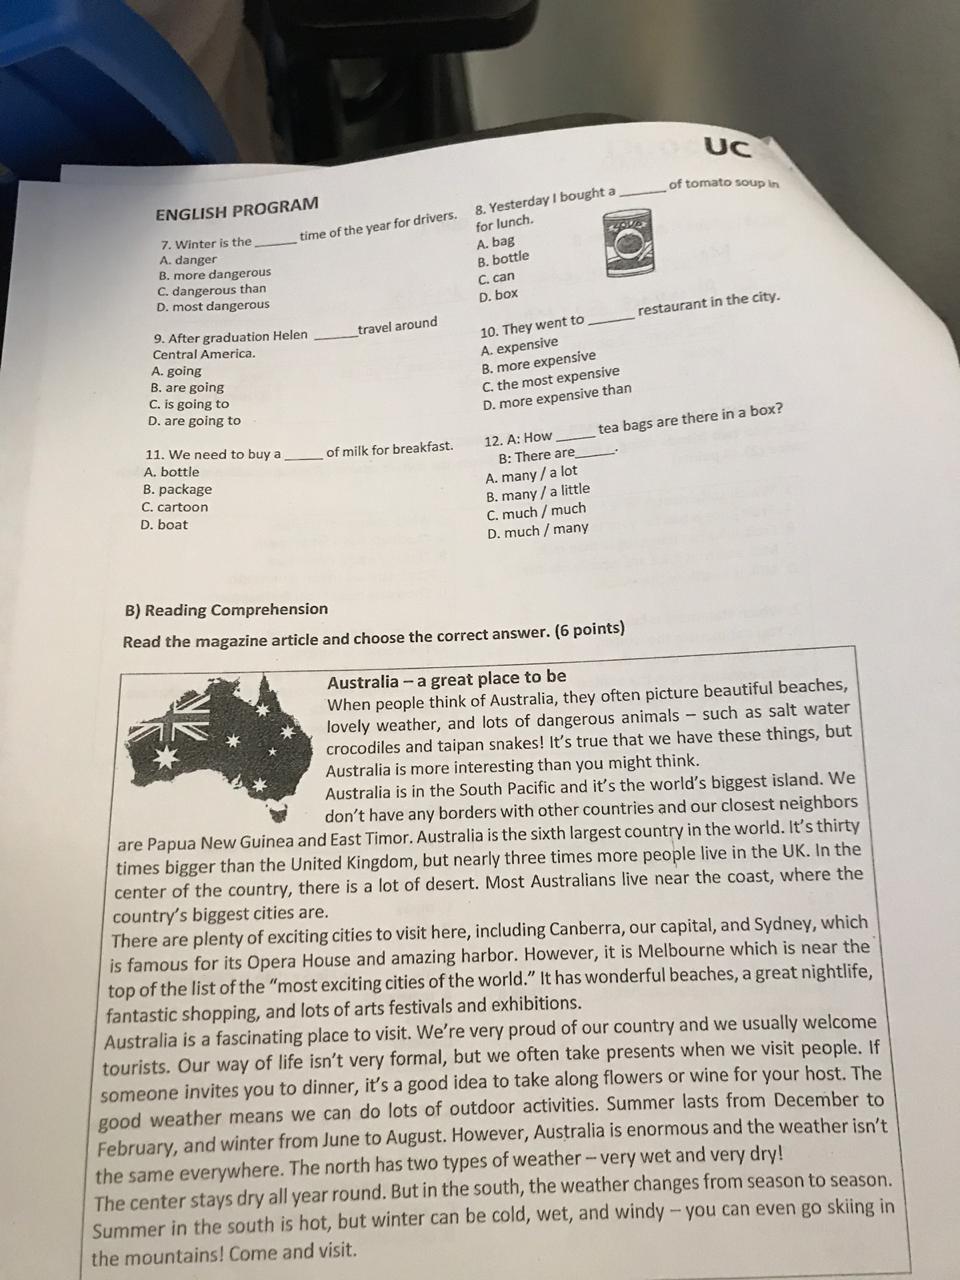 UC
ENGLISH PROGRAM
7. Winter is the ______ time of the year for drivers.
A. danger
B. more dangerous
C. dangerous than
D. most dangerous
8. Yesterday I bought a ______ of tomato soup in
for lunch.
A. bag
B. bottle
C. can
D. box
SOUP
9. After graduation Helen ______travel around
Central America.
A. going
B. are going
C. is going to
D. are going to
10. They went to ______ restaurant in the city.
A. expensive
B. more expensive
C. the most expensive
D. more expensive than
11. We need to buy a _____ of milk for breakfast.
A. bottle
B. package
C. cartoon
D. boat
12. A: How _____ tea bags are there in a box?
B: There are_____.
A. many / a lot
B. many / a little
C. much / much
D. much / many
B) Reading Comprehension
Read the magazine article and choose the correct answer. (6 points)
Australia – a great place to be
When people think of Australia, they often picture beautiful beaches,
lovely weather, and lots of dangerous animals – such as salt water
crocodiles and taipan snakes! It's true that we have these things, but
Australia is more interesting than you might think.
Australia is in the South Pacific and it's the world's biggest island. We
don't have any borders with other countries and our closest neighbors
are Papua New Guinea and East Timor. Australia is the sixth largest country in the world. It's thirty
times bigger than the United Kingdom, but nearly three times more people live in the UK. In the
center of the country, there is a lot of desert. Most Australians live near the coast, where the
country's biggest cities are.
There are plenty of exciting cities to visit here, including Canberra, our capital, and Sydney, which
is famous for its Opera House and amazing harbor. However, it is Melbourne which is near the
top of the list of the "most exciting cities of the world." It has wonderful beaches, a great nightlife,
fantastic shopping, and lots of arts festivals and exhibitions.
Australia is a fascinating place to visit. We're very proud of our country and we usually welcome
tourists. Our way of life isn't very formal, but we often take presents when we visit people. If
someone invites you to dinner, it's a good idea to take along flowers or wine for your host. The
good weather means we can do lots of outdoor activities. Summer lasts from December to
February, and winter from June to August. However, Australia is enormous and the weather isn't
the same everywhere. The north has two types of weather – very wet and very dry!
The center stays dry all year round. But in the south, the weather changes from season to season.
Summer in the south is hot, but winter can be cold, wet, and windy – you can even go skiing in
the mountains! Come and visit.